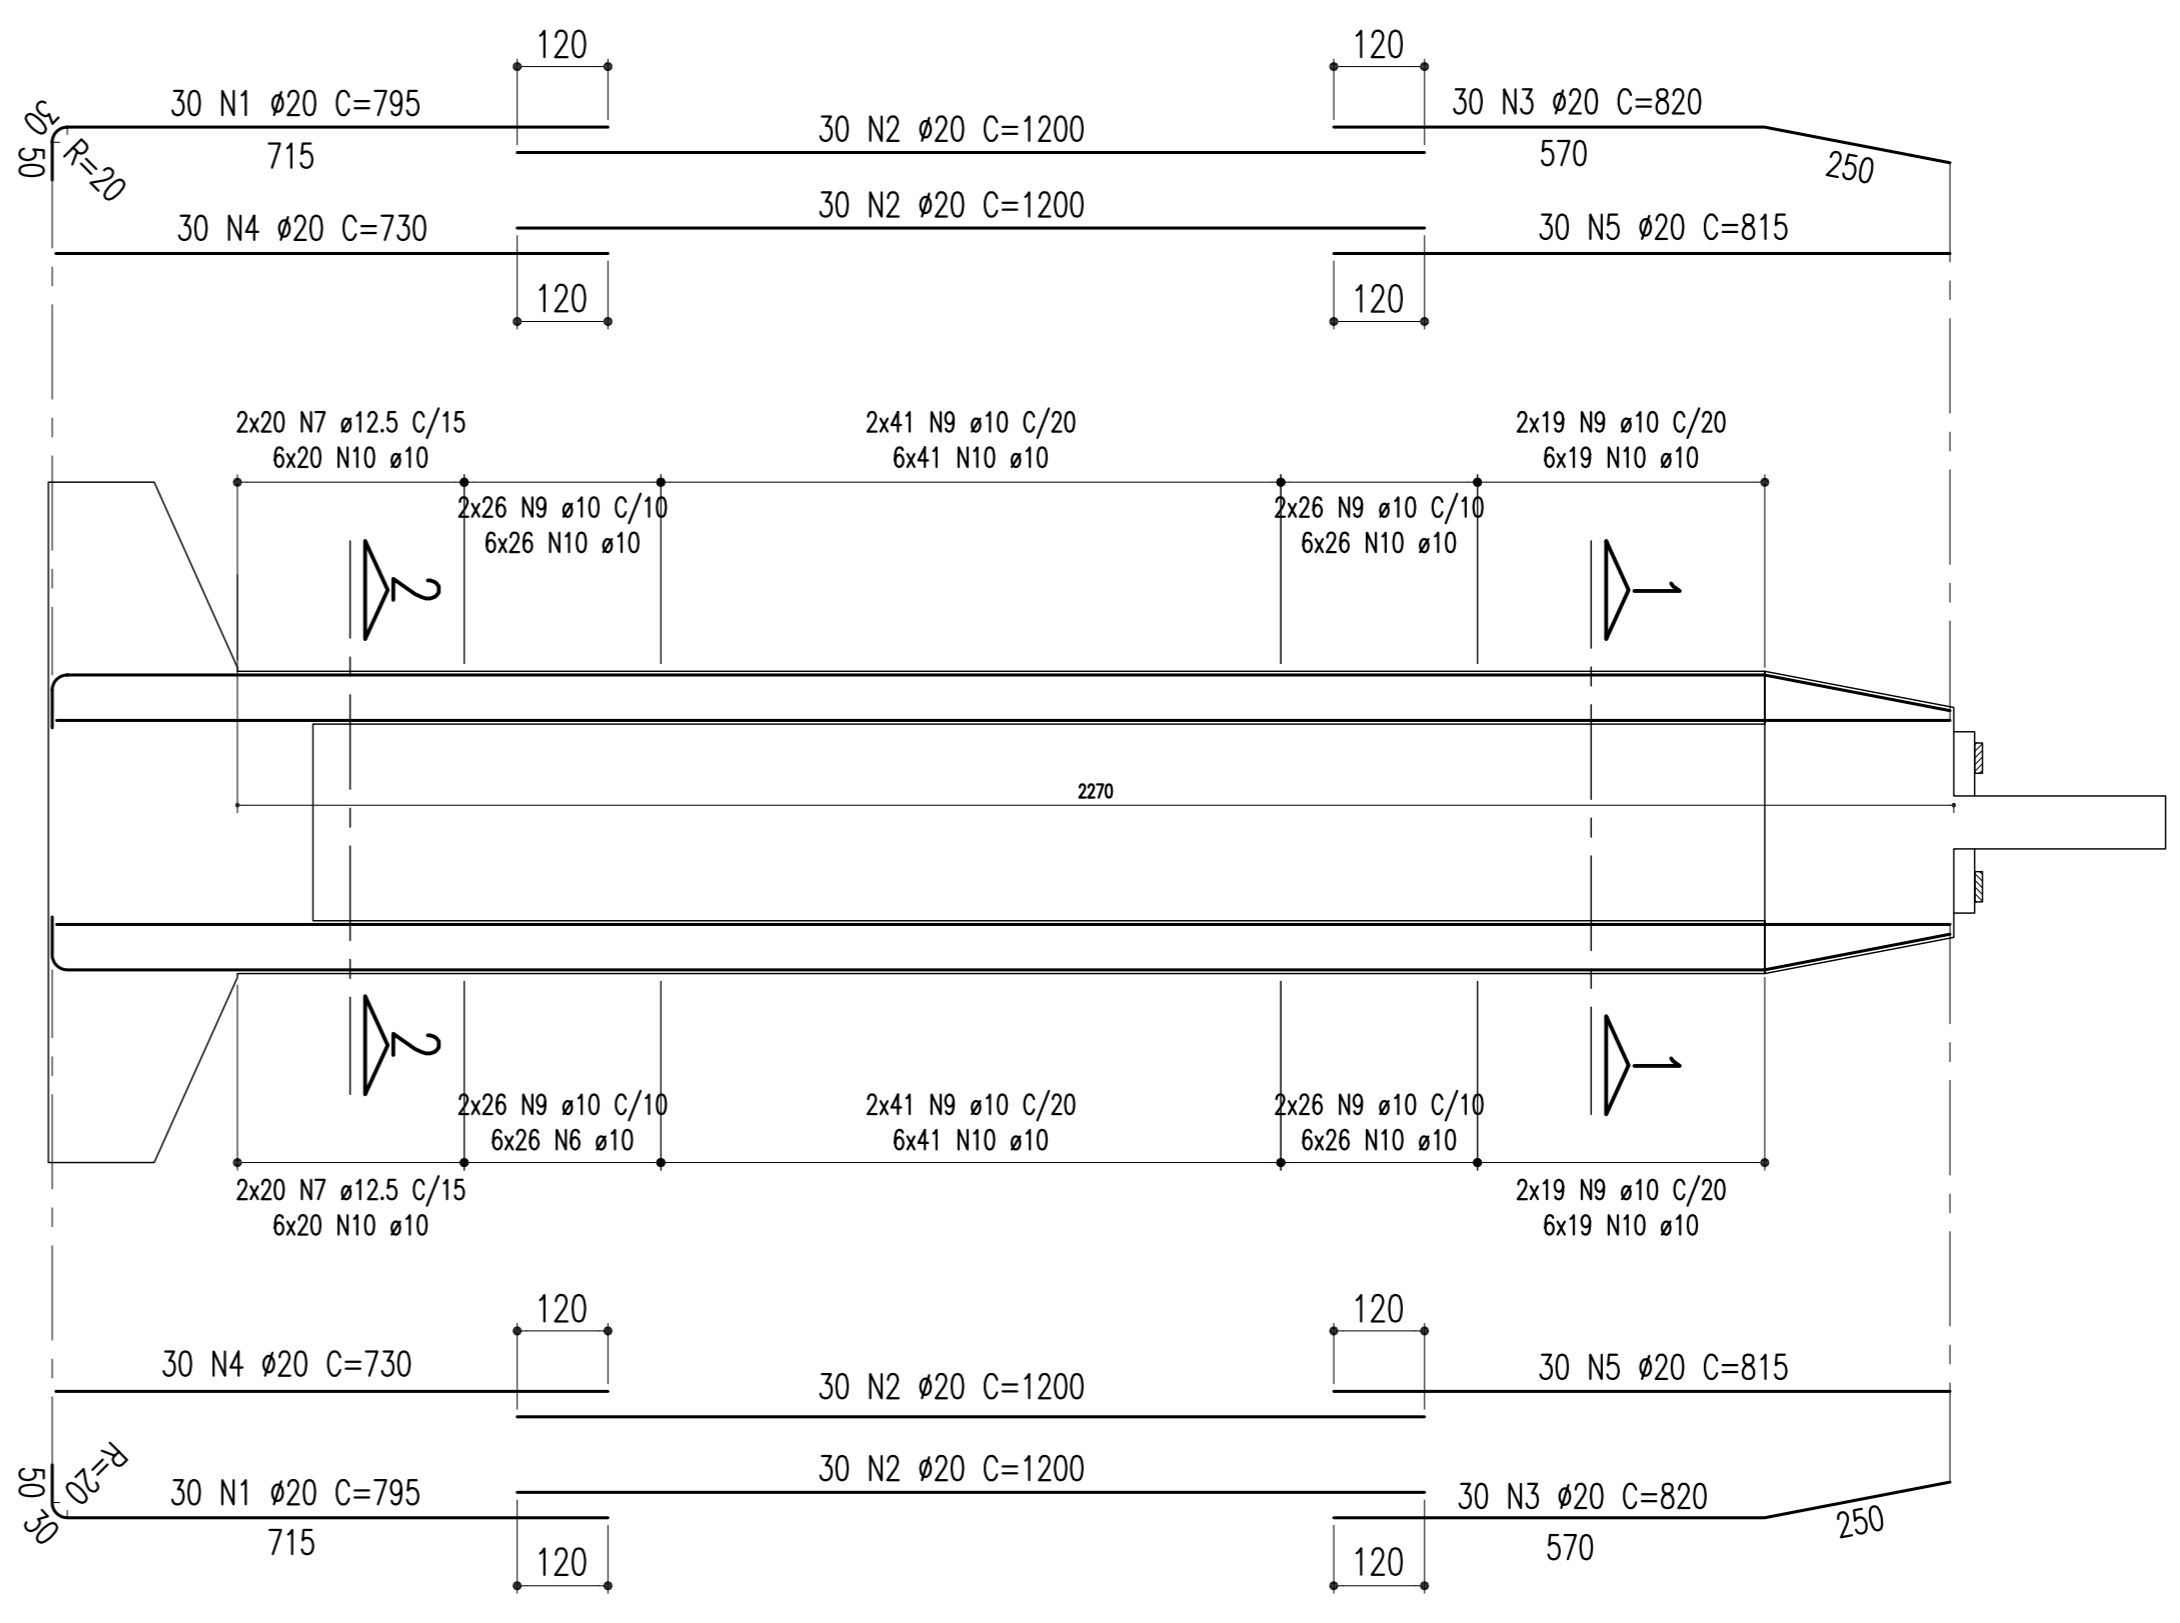 120
120
30 N1 ø20 C=795
30 N3 ø20 C=820
30
30 N2 ø20 C=1200
50
R=20
715
570
250
30 N2 ø20 C=1200
30 N4 ø20 C=730
30 N5 ø20 C=815
120
120
2x20 N7 ø12.5 C/15
6x20 N10 ø10
2x41 N9 ø10 C/20
6x41 N10 ø10
2x19 N9 ø10 C/20
6x19 N10 ø10
2x26 N9 ø10 C/10
6x26 N10 ø10
2x26 N9 ø10 C/10
6x26 N10 ø10
2
1
2270
2
1
2x26 N9 ø10 C/10
6x26 N6 ø10
2x41 N9 ø10 C/20
6x41 N10 ø10
2x26 N9 ø10 C/10
6x26 N10 ø10
2x20 N7 ø12.5 C/15
6x20 N10 ø10
2x19 N9 ø10 C/20
6x19 N10 ø10
120
120
30 N4 ø20 C=730
30 N2 ø20 C=1200
30 N5 ø20 C=815
R=20
50
30
30 N1 ø20 C=795
30 N2 ø20 C=1200
30 N3 ø20 C=820
250
715
570
120
120